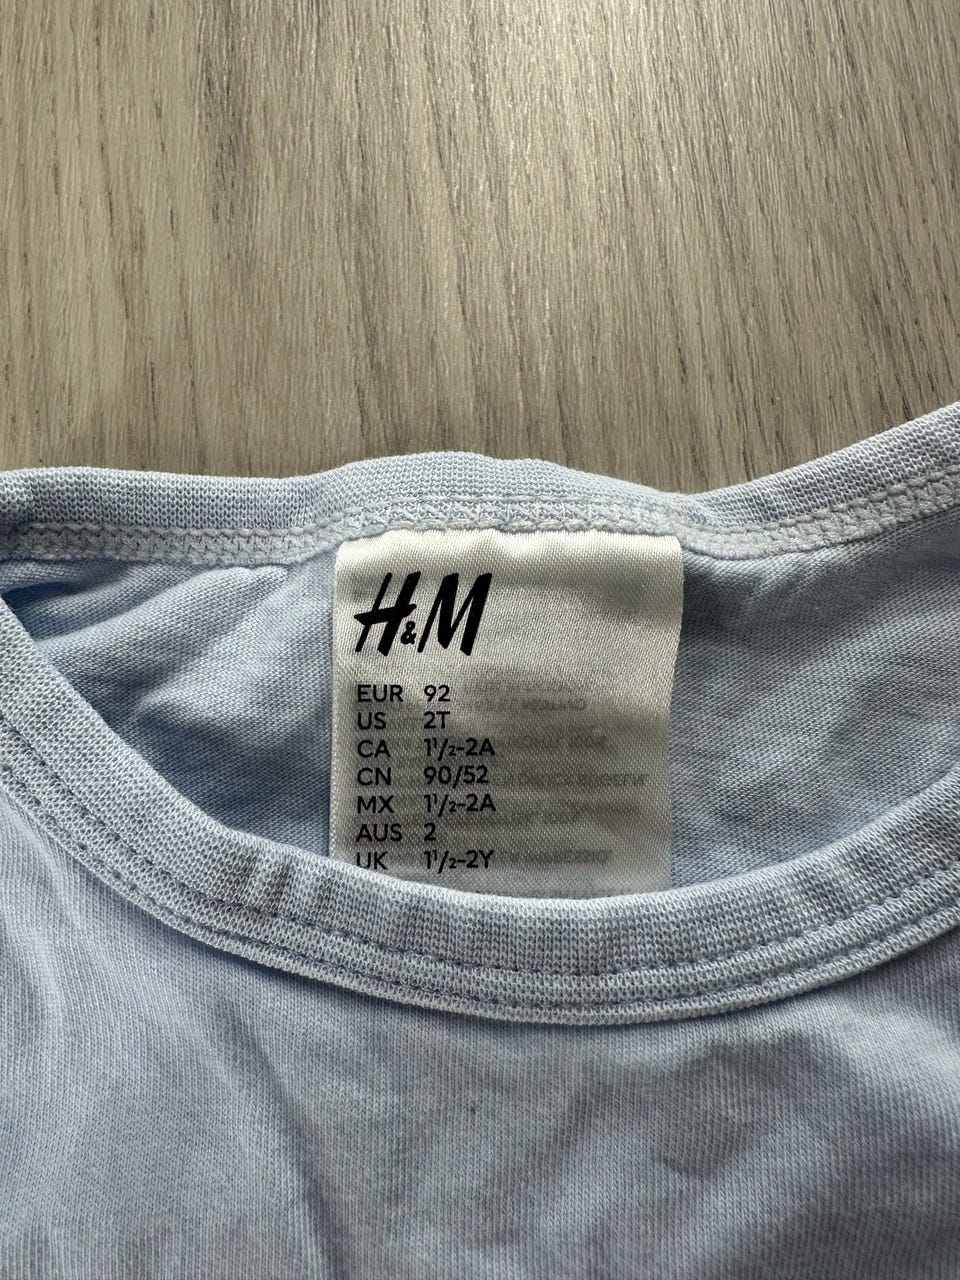 H&M
EUR 92
US 2T
CA 1½-2A
CN 90/52
MX 1½-2A
AUS 2
UK 1½-2Y